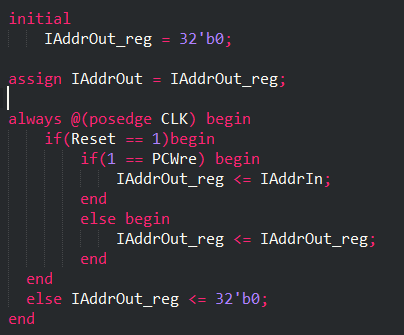 initial
    IAddrOut_reg = 32'b0;

assign IAddrOut = IAddrOut_reg;

always @(posedge CLK) begin
    if(Reset == 1)begin
        if(1 == PCWre) begin
            IAddrOut_reg <= IAddrIn;
        end
        else begin
            IAddrOut_reg <= IAddrOut_reg;
        end
  end
  else IAddrOut_reg <= 32'b0;
end